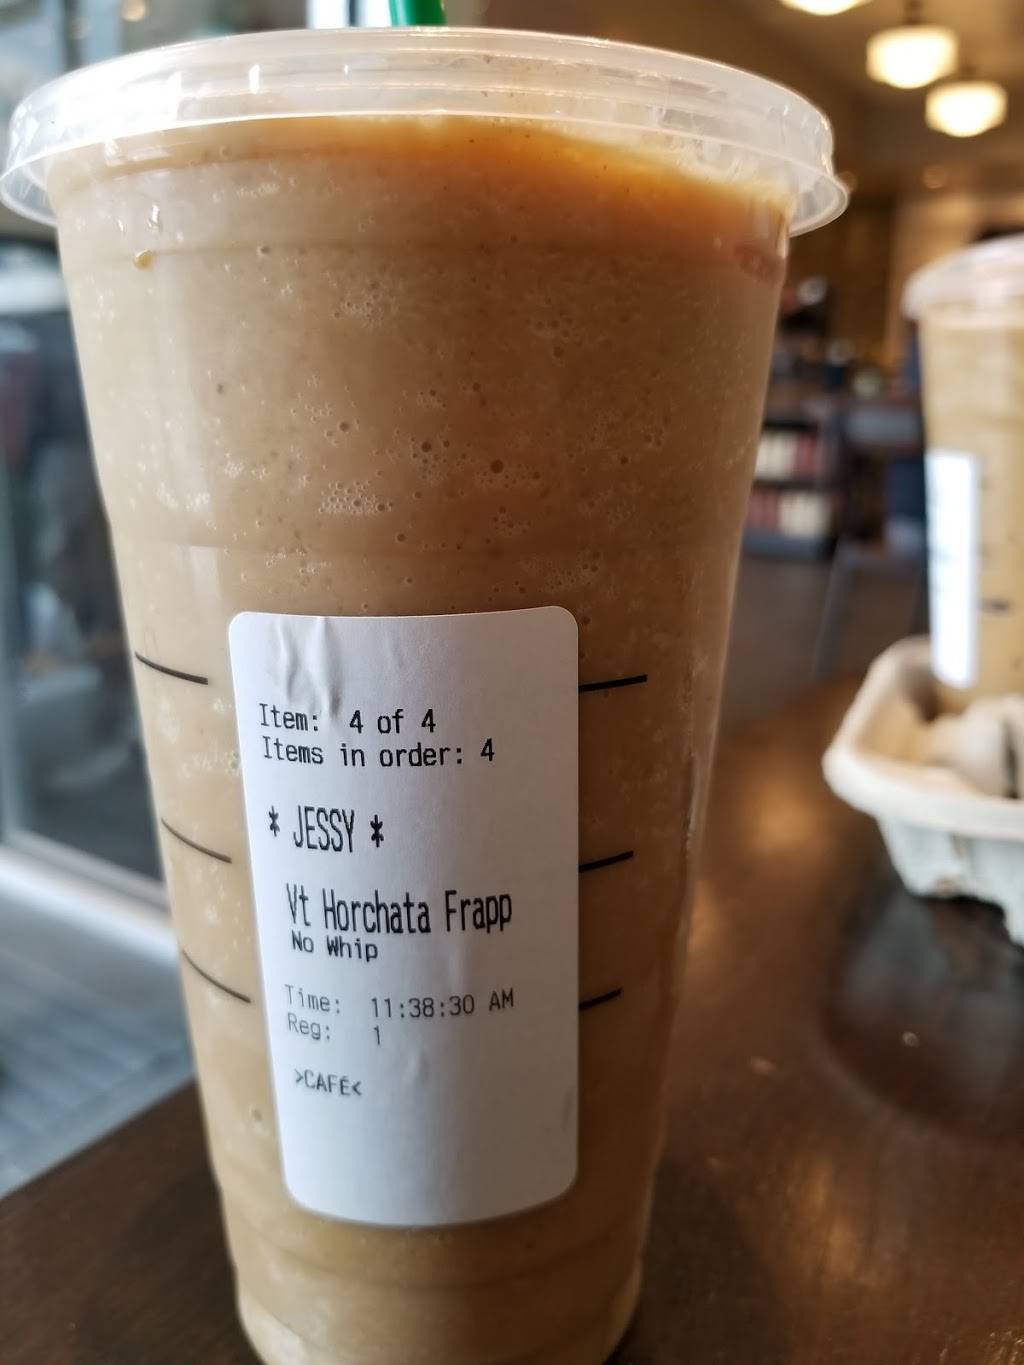 Item: 4 of 4
Items in order: 4
* JESSY *
Vt Horchata Frapp
No Whip
Time: 11:38:30 AM
Reg: 1
>CAFÉ<